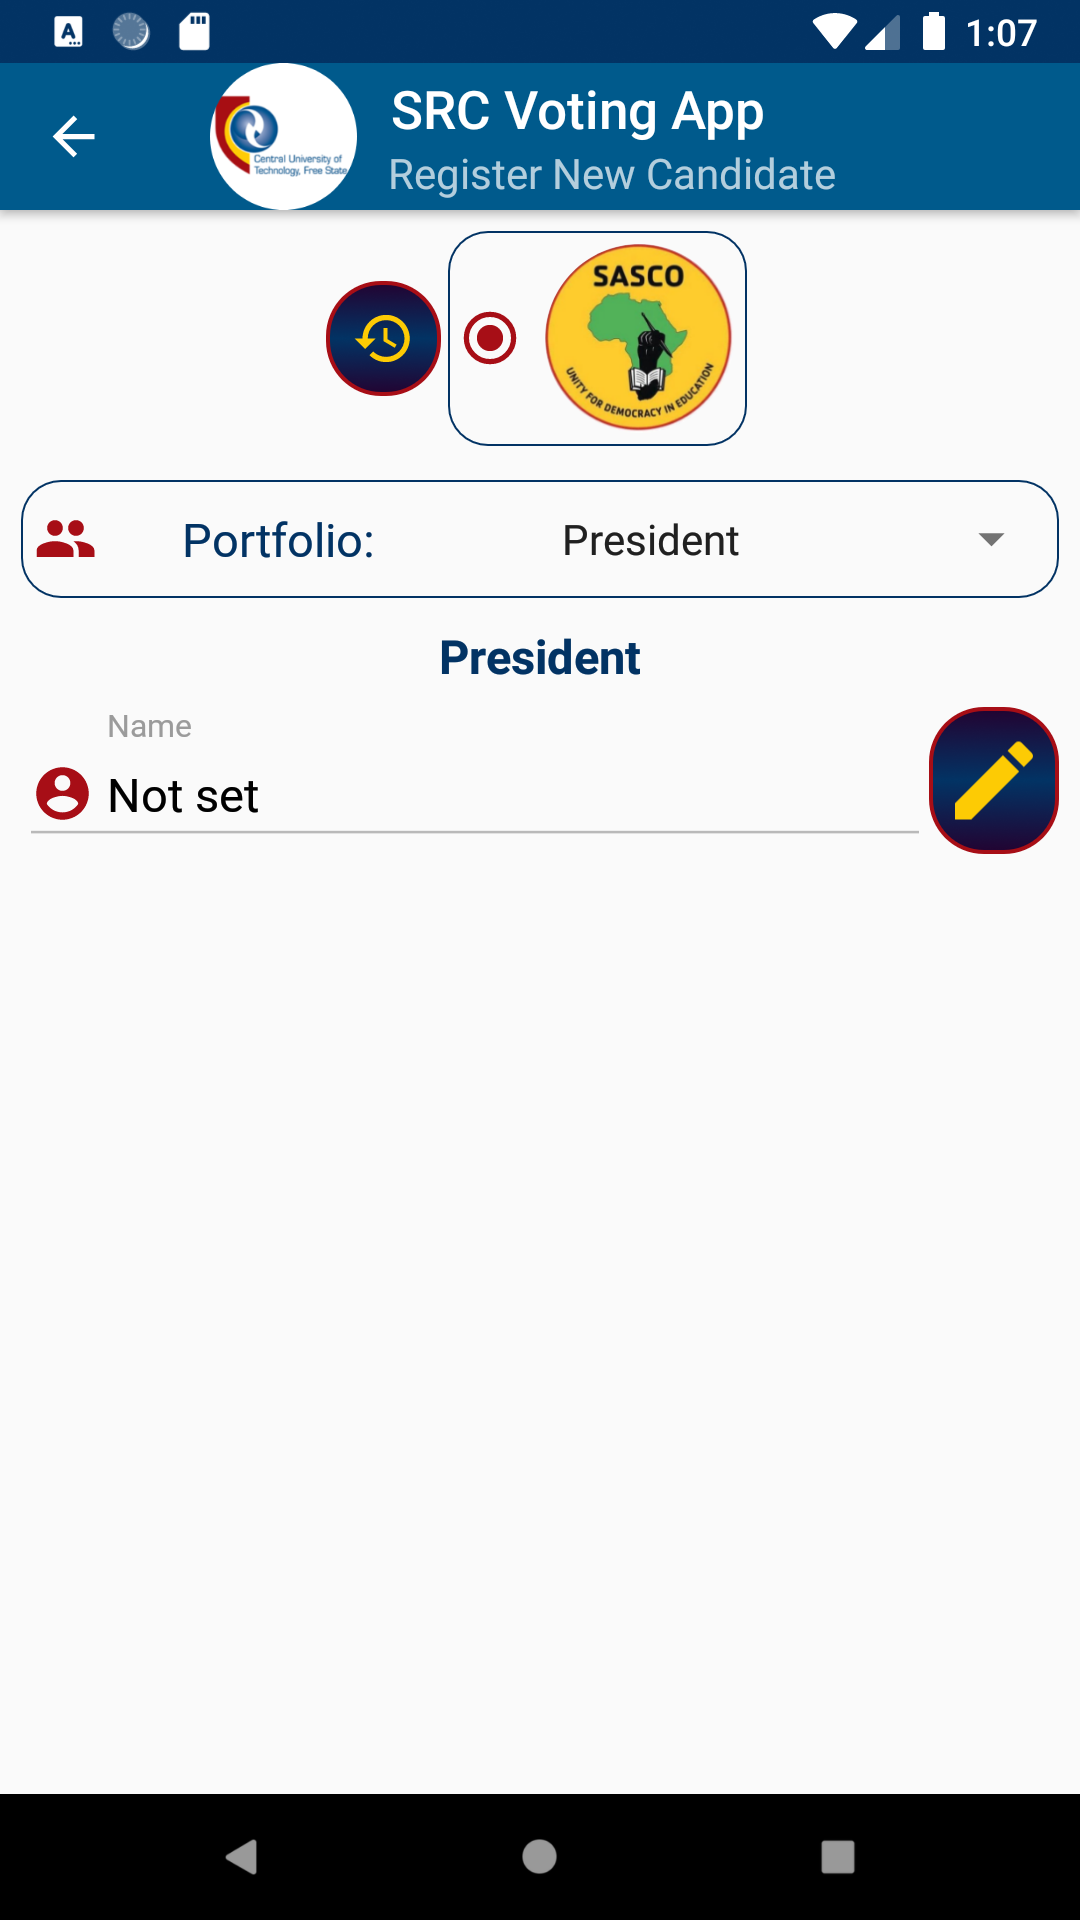 A
1:07
SRC Voting App
Central University of
Technology, Free State
Register New Candidate
SASCO
UNITY FOR DEMOCRACY IN EDUCATION
Portfolio:
President
President
Name
Not set